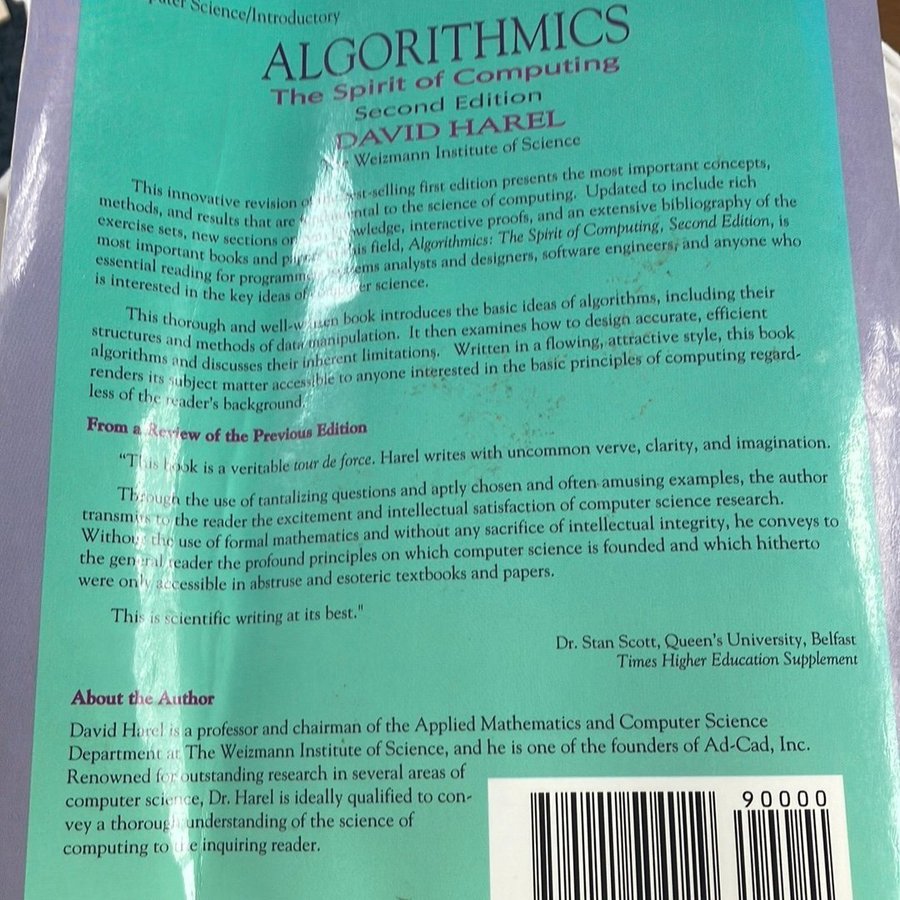 Science/Introductory
ALGORITHMICS
The Spirit of Computing
Second Edition
DAVID HAREL
Weizmann Institute of Science
This innovative revision of -selling first edition presents the most important concepts,
methods, and results that are to the science of computing. Updated to include rich
exercise sets, new sections on interactive proofs, and an extensive bibliography of the
most important books and field, Algorithmics: The Spirit of Computing, Second Edition, is
essential reading for analysts and designers, software engineers, and anyone who
is interested in the key ideas of science.
This thorough and well-written book introduces the basic ideas of algorithms, including their
structures and methods of data manipulation. It then examines how to design accurate, efficient
algorithms and discusses their inherent limitations. Written in a flowing, attractive style, this book
renders its subject matter accessible to anyone interested in the basic principles of computing regard-
less of the reader's background.
From a Review of the Previous Edition
"This book is a veritable tour de force. Harel writes with uncommon verve, clarity, and imagination.
Through the use of tantalizing questions and aptly chosen and often amusing examples, the author
transmits to the reader the excitement and intellectual satisfaction of computer science research.
Without the use of formal mathematics and without any sacrifice of intellectual integrity, he conveys to
the general reader the profound principles on which computer science is founded and which hitherto
were only accessible in abstruse and esoteric textbooks and papers.
This is scientific writing at its best."
Dr. Stan Scott, Queen's University, Belfast
Times Higher Education Supplement
About the Author
David Harel is a professor and chairman of the Applied Mathematics and Computer Science
Department at The Weizmann Institute of Science, and he is one of the founders of Ad-Cad, Inc.
Renowned for outstanding research in several areas of
computer science, Dr. Harel is ideally qualified to con-
vey a thorough understanding of the science of
computing to the inquiring reader.
90000